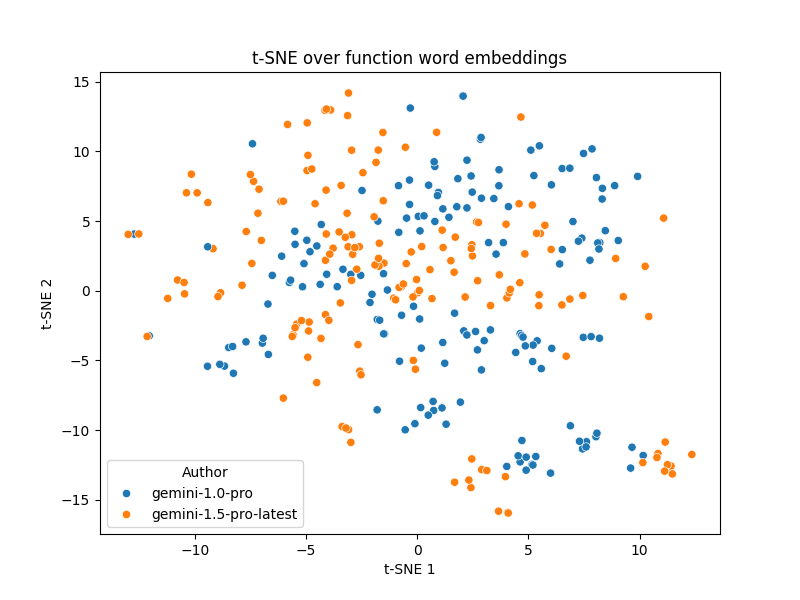 t-SNE over function word embeddings
15
10
5
0
−5
−10
−15
t-SNE 2
Author
gemini-1.0-pro
gemini-1.5-pro-latest
−10 −5 0 5 10
t-SNE 1